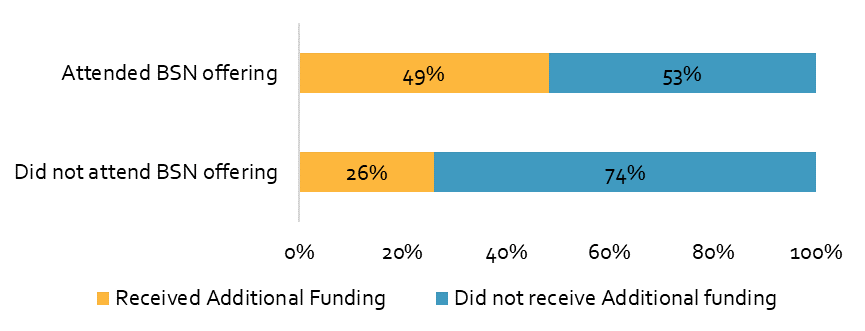 Attended BSN offering
49% 53%
Did not attend BSN offering
26% 74%
0% 20% 40% 60% 80% 100%
Received Additional Funding Did not receive Additional funding